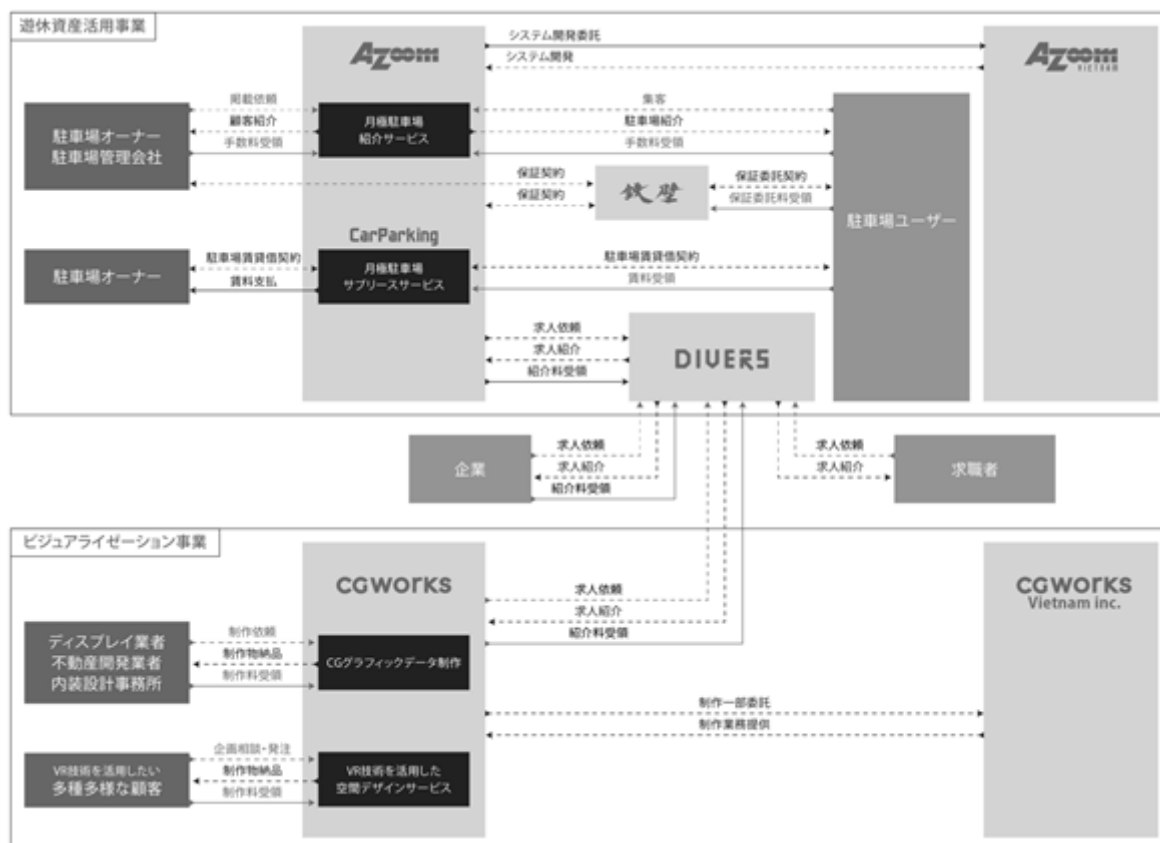 遊休資産活用事業
Azoom
システム開発委託
システム開発
Azoom
VIETNAM
駐車場オーナー
駐車場管理会社
掲載依頼
顧客紹介
手数料受領
月極駐車場
紹介サービス
集客
駐車場紹介
手数料受領
保証契約
保証契約
鉄壁
保証委託契約
保証委託料受領
駐車場ユーザー
CarParking
駐車場オーナー
駐車場賃貸借契約
賃料支払
月極駐車場
サブリースサービス
駐車場賃貸借契約
賃料受領
求人依頼
求人紹介
紹介料受領
DIVERS
企業
求人依頼
求人紹介
紹介料受領
求人依頼
求人紹介
求職者
ビジュアライゼーション事業
CGWORKS
求人依頼
求人紹介
紹介料受領
CGWORKS
Vietnam inc.
ディスプレイ業者
不動産開発業者
内装設計事務所
制作依頼
制作物納品
制作料受領
CGグラフィックデータ制作
制作一部委託
制作業務提供
VR技術を活用したい
多種多様な顧客
企画相談・発注
制作物納品
制作料受領
VR技術を活用した
空間デザインサービス